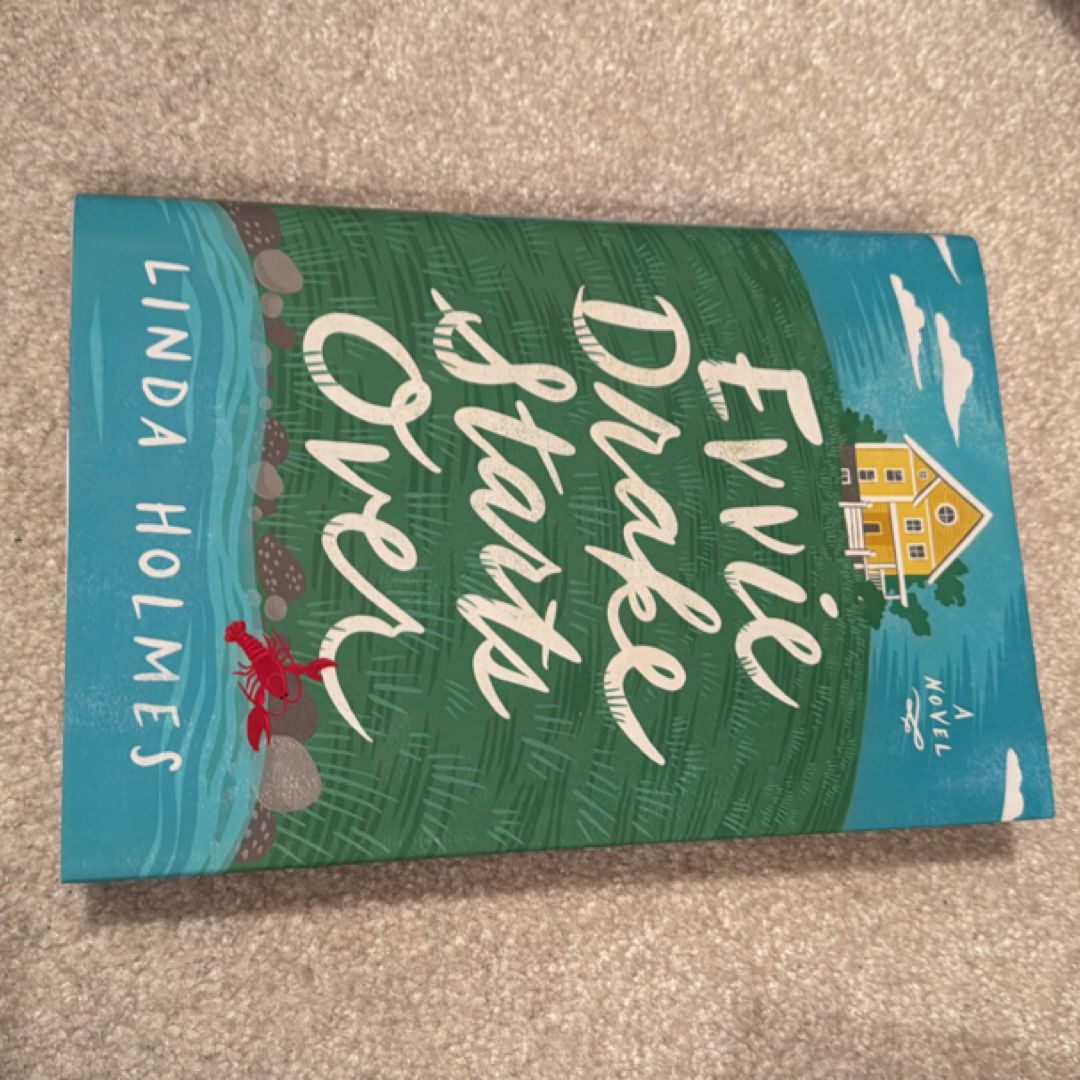 A
NOVEL
Evvie
Drake
Starts
Over
LINDA HOLMES